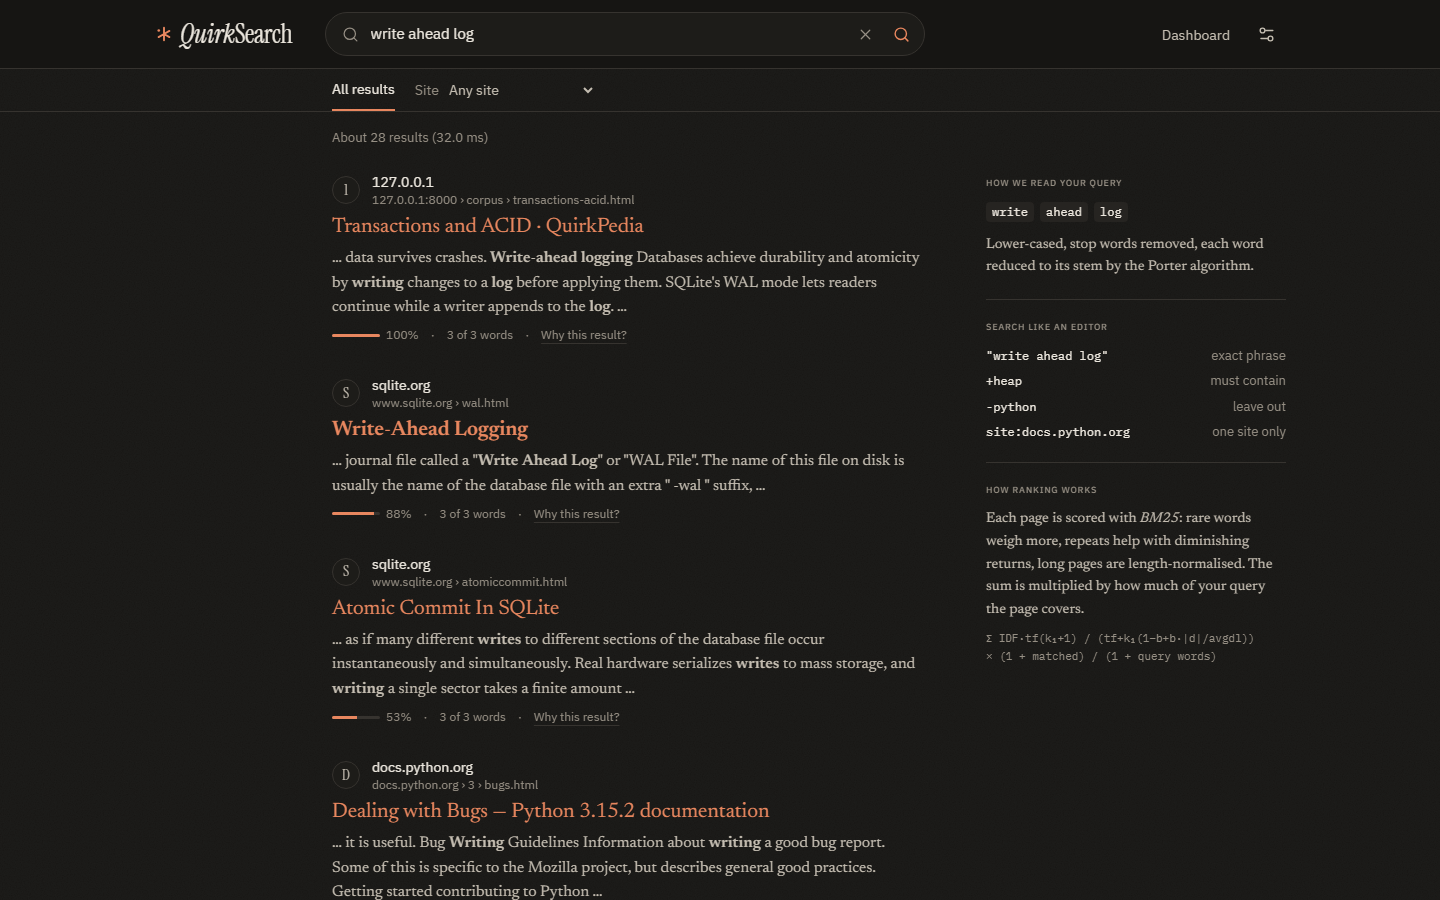 QuirkSearch
write ahead log
Dashboard
All results
Site
Any site
About 28 results (32.0 ms)
1
127.0.0.1
127.0.0.1:8000 › corpus › transactions-acid.html
Transactions and ACID · QuirkPedia
... data survives crashes. Write-ahead logging Databases achieve durability and atomicity
by writing changes to a log before applying them. SQLite's WAL mode lets readers
continue while a writer appends to the log. ...
100% · 3 of 3 words · Why this result?
S
sqlite.org
www.sqlite.org › wal.html
Write-Ahead Logging
... journal file called a "Write Ahead Log" or "WAL File". The name of this file on disk is
usually the name of the database file with an extra " -wal " suffix, ...
88% · 3 of 3 words · Why this result?
S
sqlite.org
www.sqlite.org › atomiccommit.html
Atomic Commit In SQLite
... as if many different writes to different sections of the database file occur
instantaneously and simultaneously. Real hardware serializes writes to mass storage, and
writing a single sector takes a finite amount ...
53% · 3 of 3 words · Why this result?
D
docs.python.org
docs.python.org › 3 › bugs.html
Dealing with Bugs — Python 3.15.2 documentation
... it is useful. Bug Writing Guidelines Information about writing a good bug report.
Some of this is specific to the Mozilla project, but describes general good practices.
Getting started contributing to Python ...
HOW WE READ YOUR QUERY
write ahead log
Lower-cased, stop words removed, each word
reduced to its stem by the Porter algorithm.
SEARCH LIKE AN EDITOR
"write ahead log" exact phrase
+heap must contain
-python leave out
site:docs.python.org one site only
HOW RANKING WORKS
Each page is scored with BM25: rare words
weigh more, repeats help with diminishing
returns, long pages are length-normalised. The
sum is multiplied by how much of your query
the page covers.
Σ IDF·tf(k₁+1) / (tf+k₁(1−b+b·|d|/avgdl))
× (1 + matched) / (1 + query words)